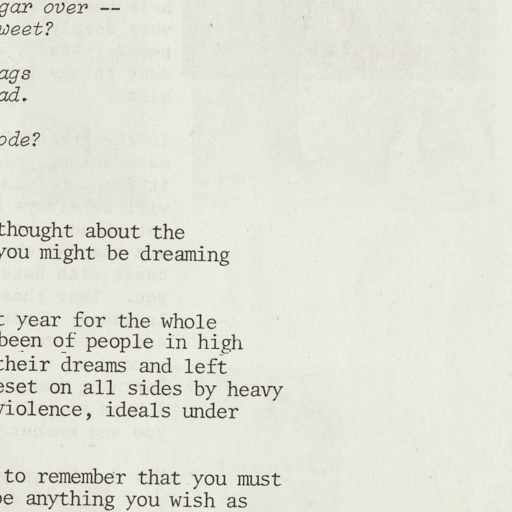 gar over --
weet?
ags
ad.
ode?
thought about the
you might be dreaming
t year for the whole
been of people in high
their dreams and left
eset on all sides by heavy
violence, ideals under
to remember that you must
be anything you wish as